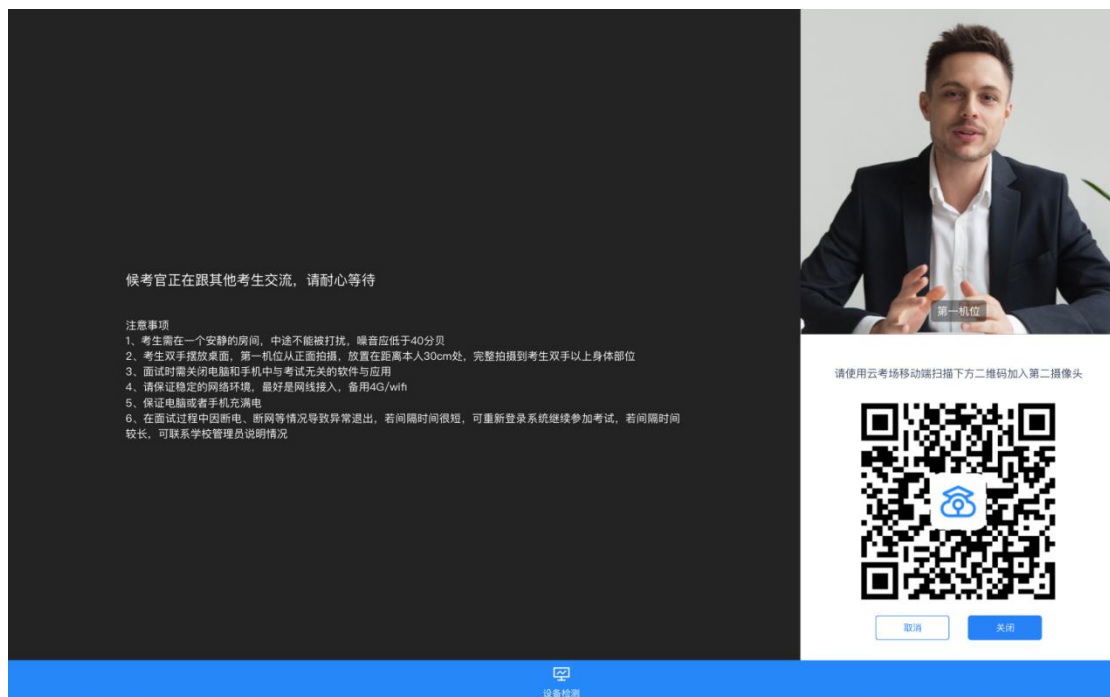 候考官正在跟其他考生交流，请耐心等待
注意事项
1、考生需在一个安静的房间，中途不能被打扰，噪音应低于40分贝
2、考生双手摆放桌面，第一机位从正面拍摄，放置在距离本人30cm处，完整拍摄到考生双手以上身体部位
3、面试时需关闭电脑和手机中与考试无关的软件与应用
4、请保证稳定的网络环境，最好是网线接入，备用4G/wifi
5、保证电脑或者手机充满电
6、在面试过程中因断电、断网等情况导致异常退出，若间隔时间很短，可重新登录系统继续参加考试，若间隔时间
较长，可联系学校管理员说明情况
第一机位
请使用云考场移动端扫描下方二维码加入第二摄像头
取消
关闭
设备检测